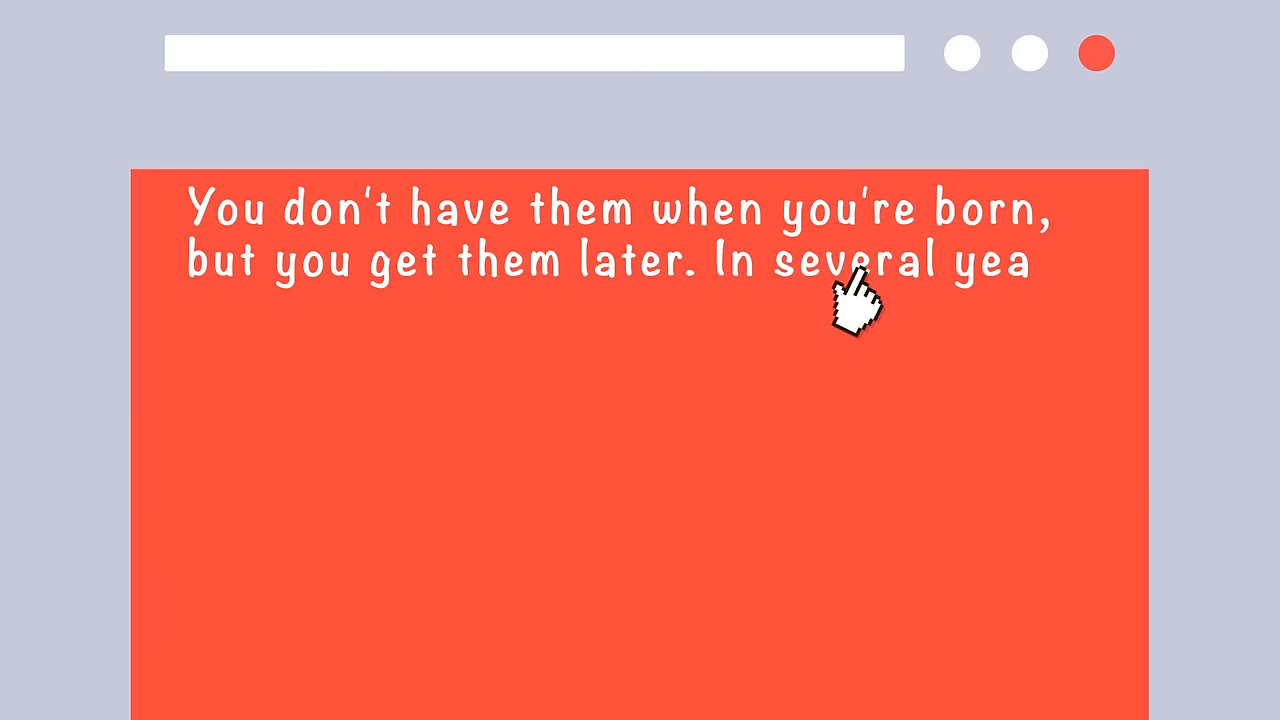 You don't have them when you're born,
but you get them later. In several yea